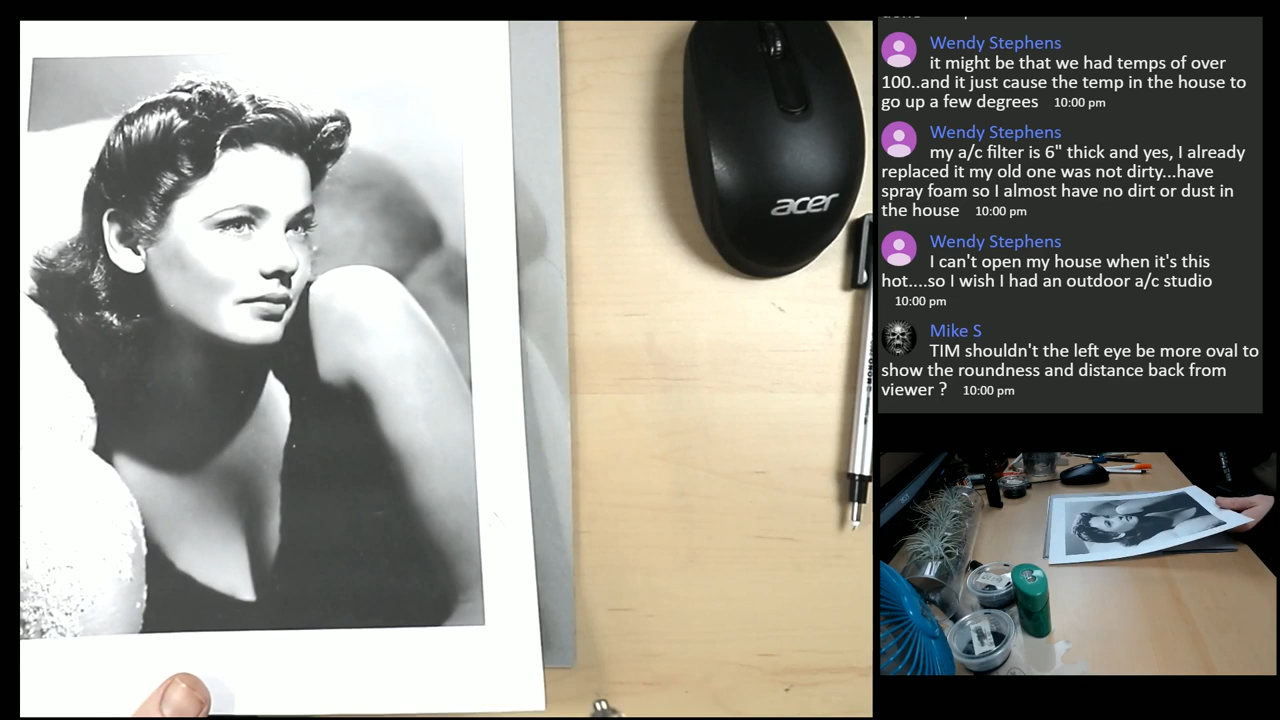 acer
Wendy Stephens
it might be that we had temps of over
100..and it just cause the temp in the house to
go up a few degrees 10:00 pm
Wendy Stephens
my a/c filter is 6" thick and yes, I already
replaced it my old one was not dirty...have
spray foam so I almost have no dirt or dust in
the house 10:00 pm
Wendy Stephens
I can't open my house when it's this
hot....so I wish I had an outdoor a/c studio
10:00 pm
Mike S
TIM shouldn't the left eye be more oval to
show the roundness and distance back from
viewer ? 10:00 pm